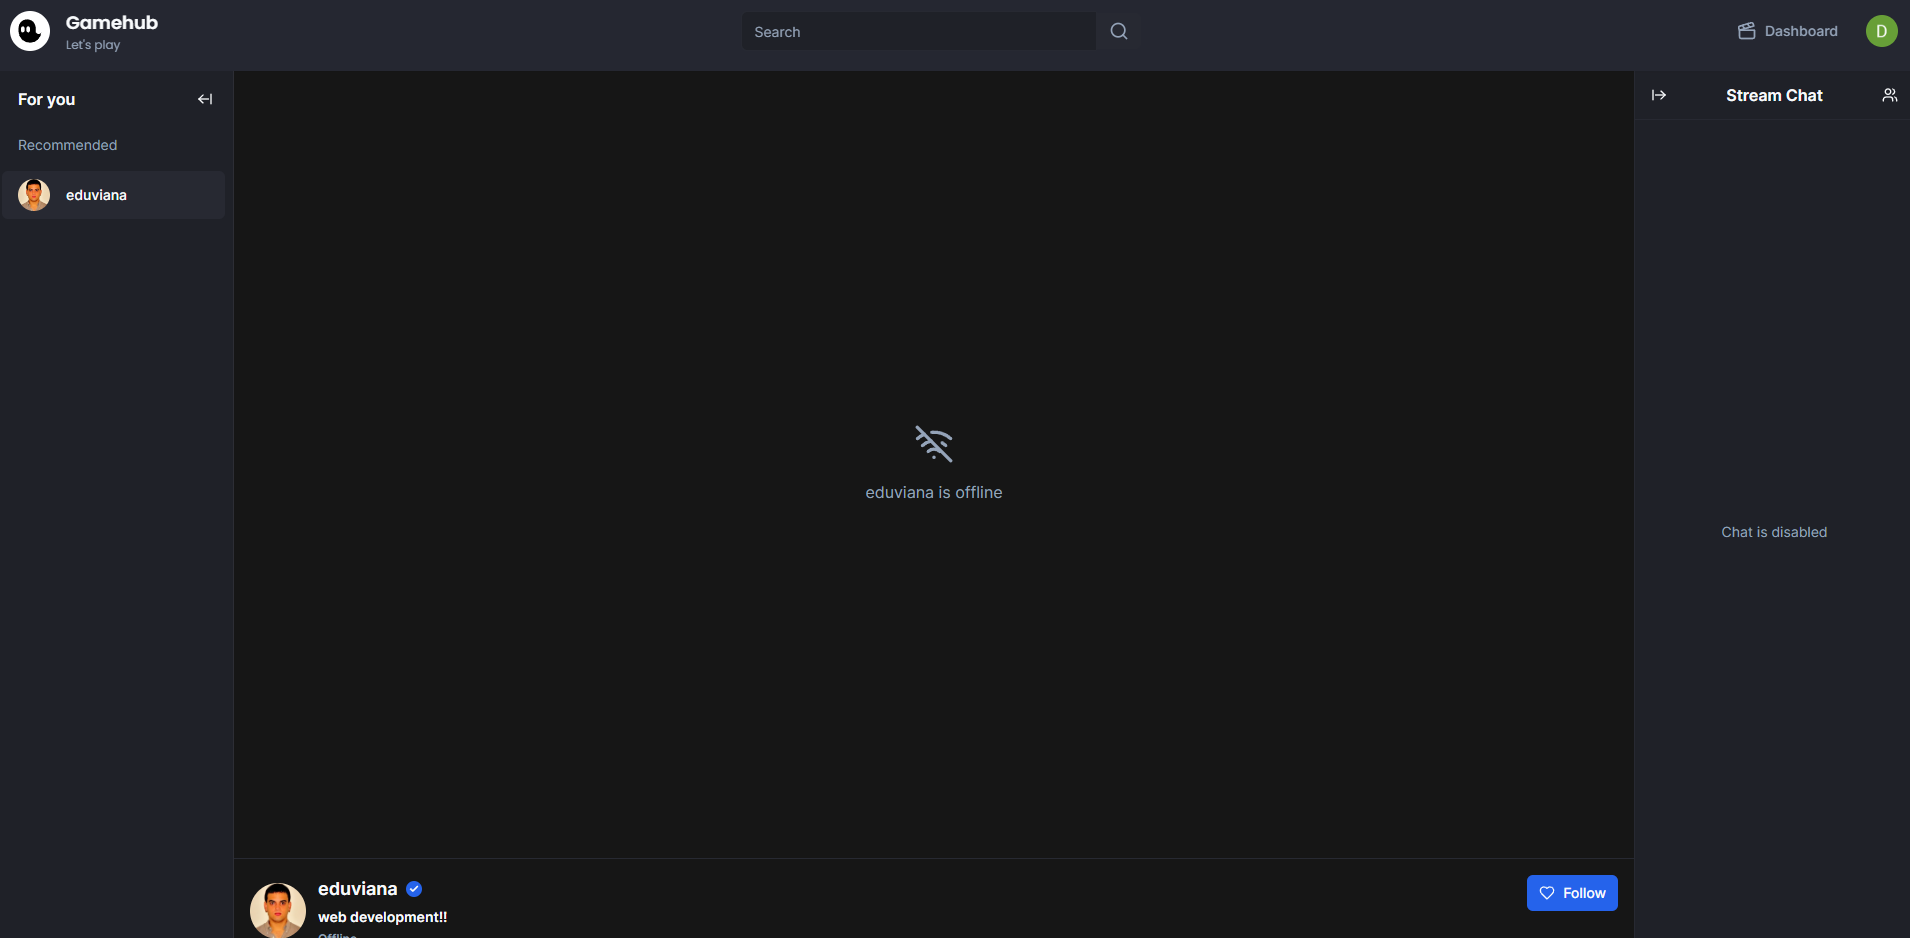 Gamehub
Let's play
Search
Dashboard
D
For you
Recommended
eduviana
eduviana is offline
Stream Chat
Chat is disabled
eduviana
web development!!
Offline
Follow